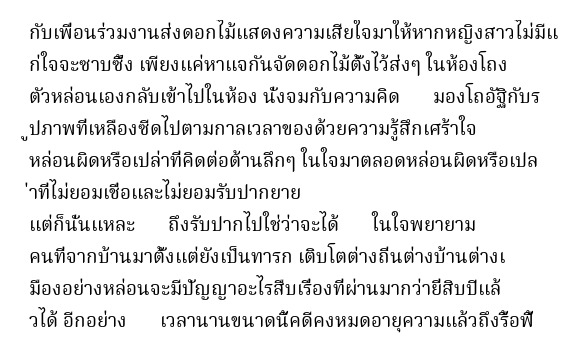 กับเพื่อนร่วมงานส่งดอกไม้แสดงความเสียใจมาให้หากหญิงสาวไม่มีแ
ก่ใจจะซาบซึ้ง เพียงแค่หาแจกันจัดดอกไม้ตั้งไว้ส่งๆ ในห้องโถง
ตัวหล่อนเองกลับเข้าไปในห้อง นั่งจมกับความคิด มองโถอัฐิกับร
ูปภาพที่เหลืองซีดไปตามกาลเวลาของด้วยความรู้สึกเศร้าใจ
หล่อนผิดหรือเปล่าที่คิดต่อต้านลึกๆ ในใจมาตลอดหล่อนผิดหรือเปล
่าที่ไม่ยอมเชื่อและไม่ยอมรับปากยาย
แต่ก็นั่นแหละ ถึงรับปากไปใช่ว่าจะได้ ในใจพยายาม
คนที่จากบ้านมาตั้งแต่ยังเป็นทารก เติบโตต่างถิ่นต่างบ้านต่างเ
มืองอย่างหล่อนจะมีปัญญาอะไรสืบเรื่องที่ผ่านมากว่ายี่สิบปีแล้
วได้ อีกอย่าง เวลานานขนาดนี้คดีคงหมดอายุความแล้วถึงรื้อฟื้